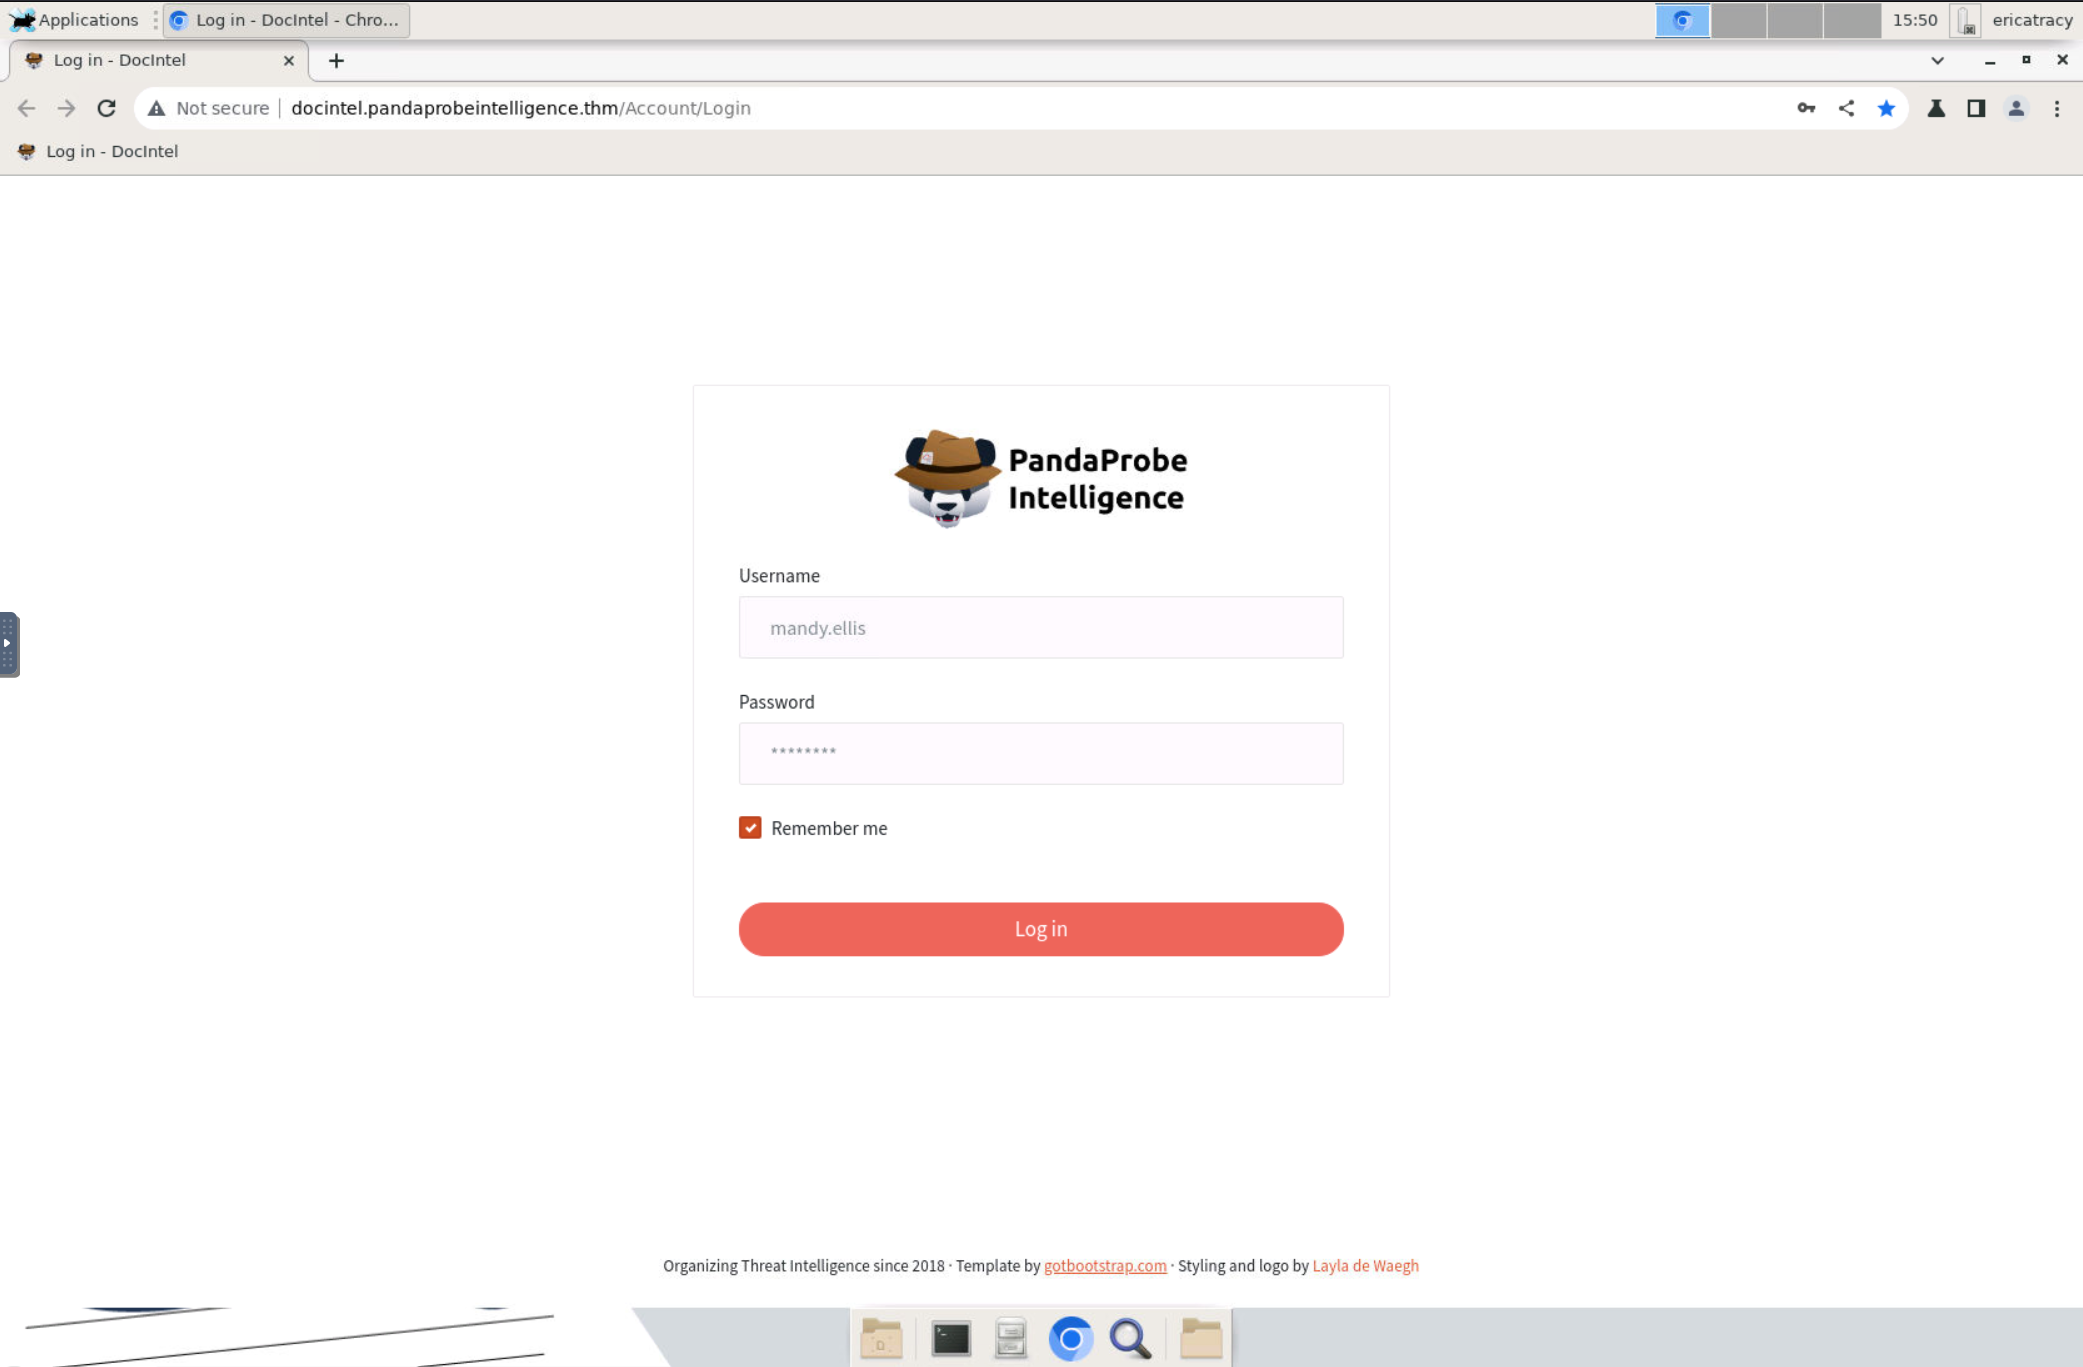 Applications
Log in - DocIntel - Chro...
15:50
ericatracy
Log in - DocIntel
Not secure
docintel.pandaprobeintelligence.thm/Account/Login
Log in - DocIntel
PandaProbe
Intelligence
Username
mandy.ellis
Password
********
Remember me
Log in
Organizing Threat Intelligence since 2018 · Template by gotbootstrap.com · Styling and logo by Layla de Waegh